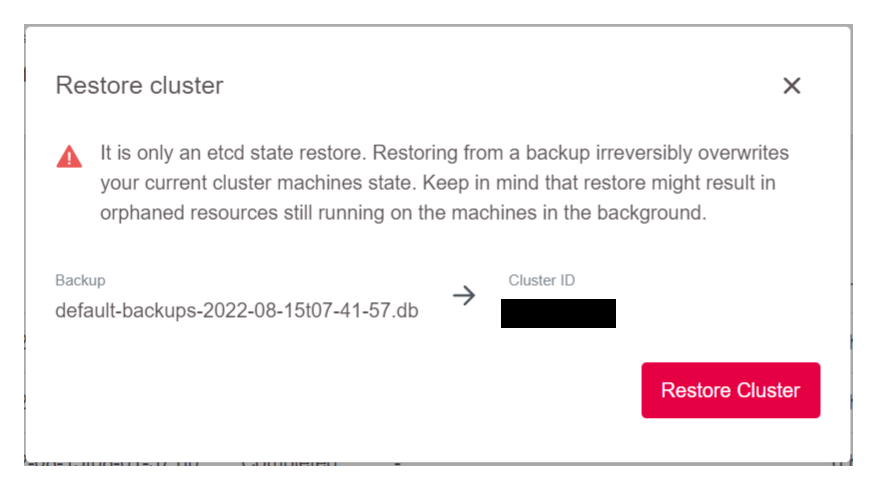 Restore cluster
It is only an etcd state restore. Restoring from a backup irreversibly overwrites
your current cluster machines state. Keep in mind that restore might result in
orphaned resources still running on the machines in the background.
Backup
Cluster ID
default-backups-2022-08-15t07-41-57.db
Restore Cluster